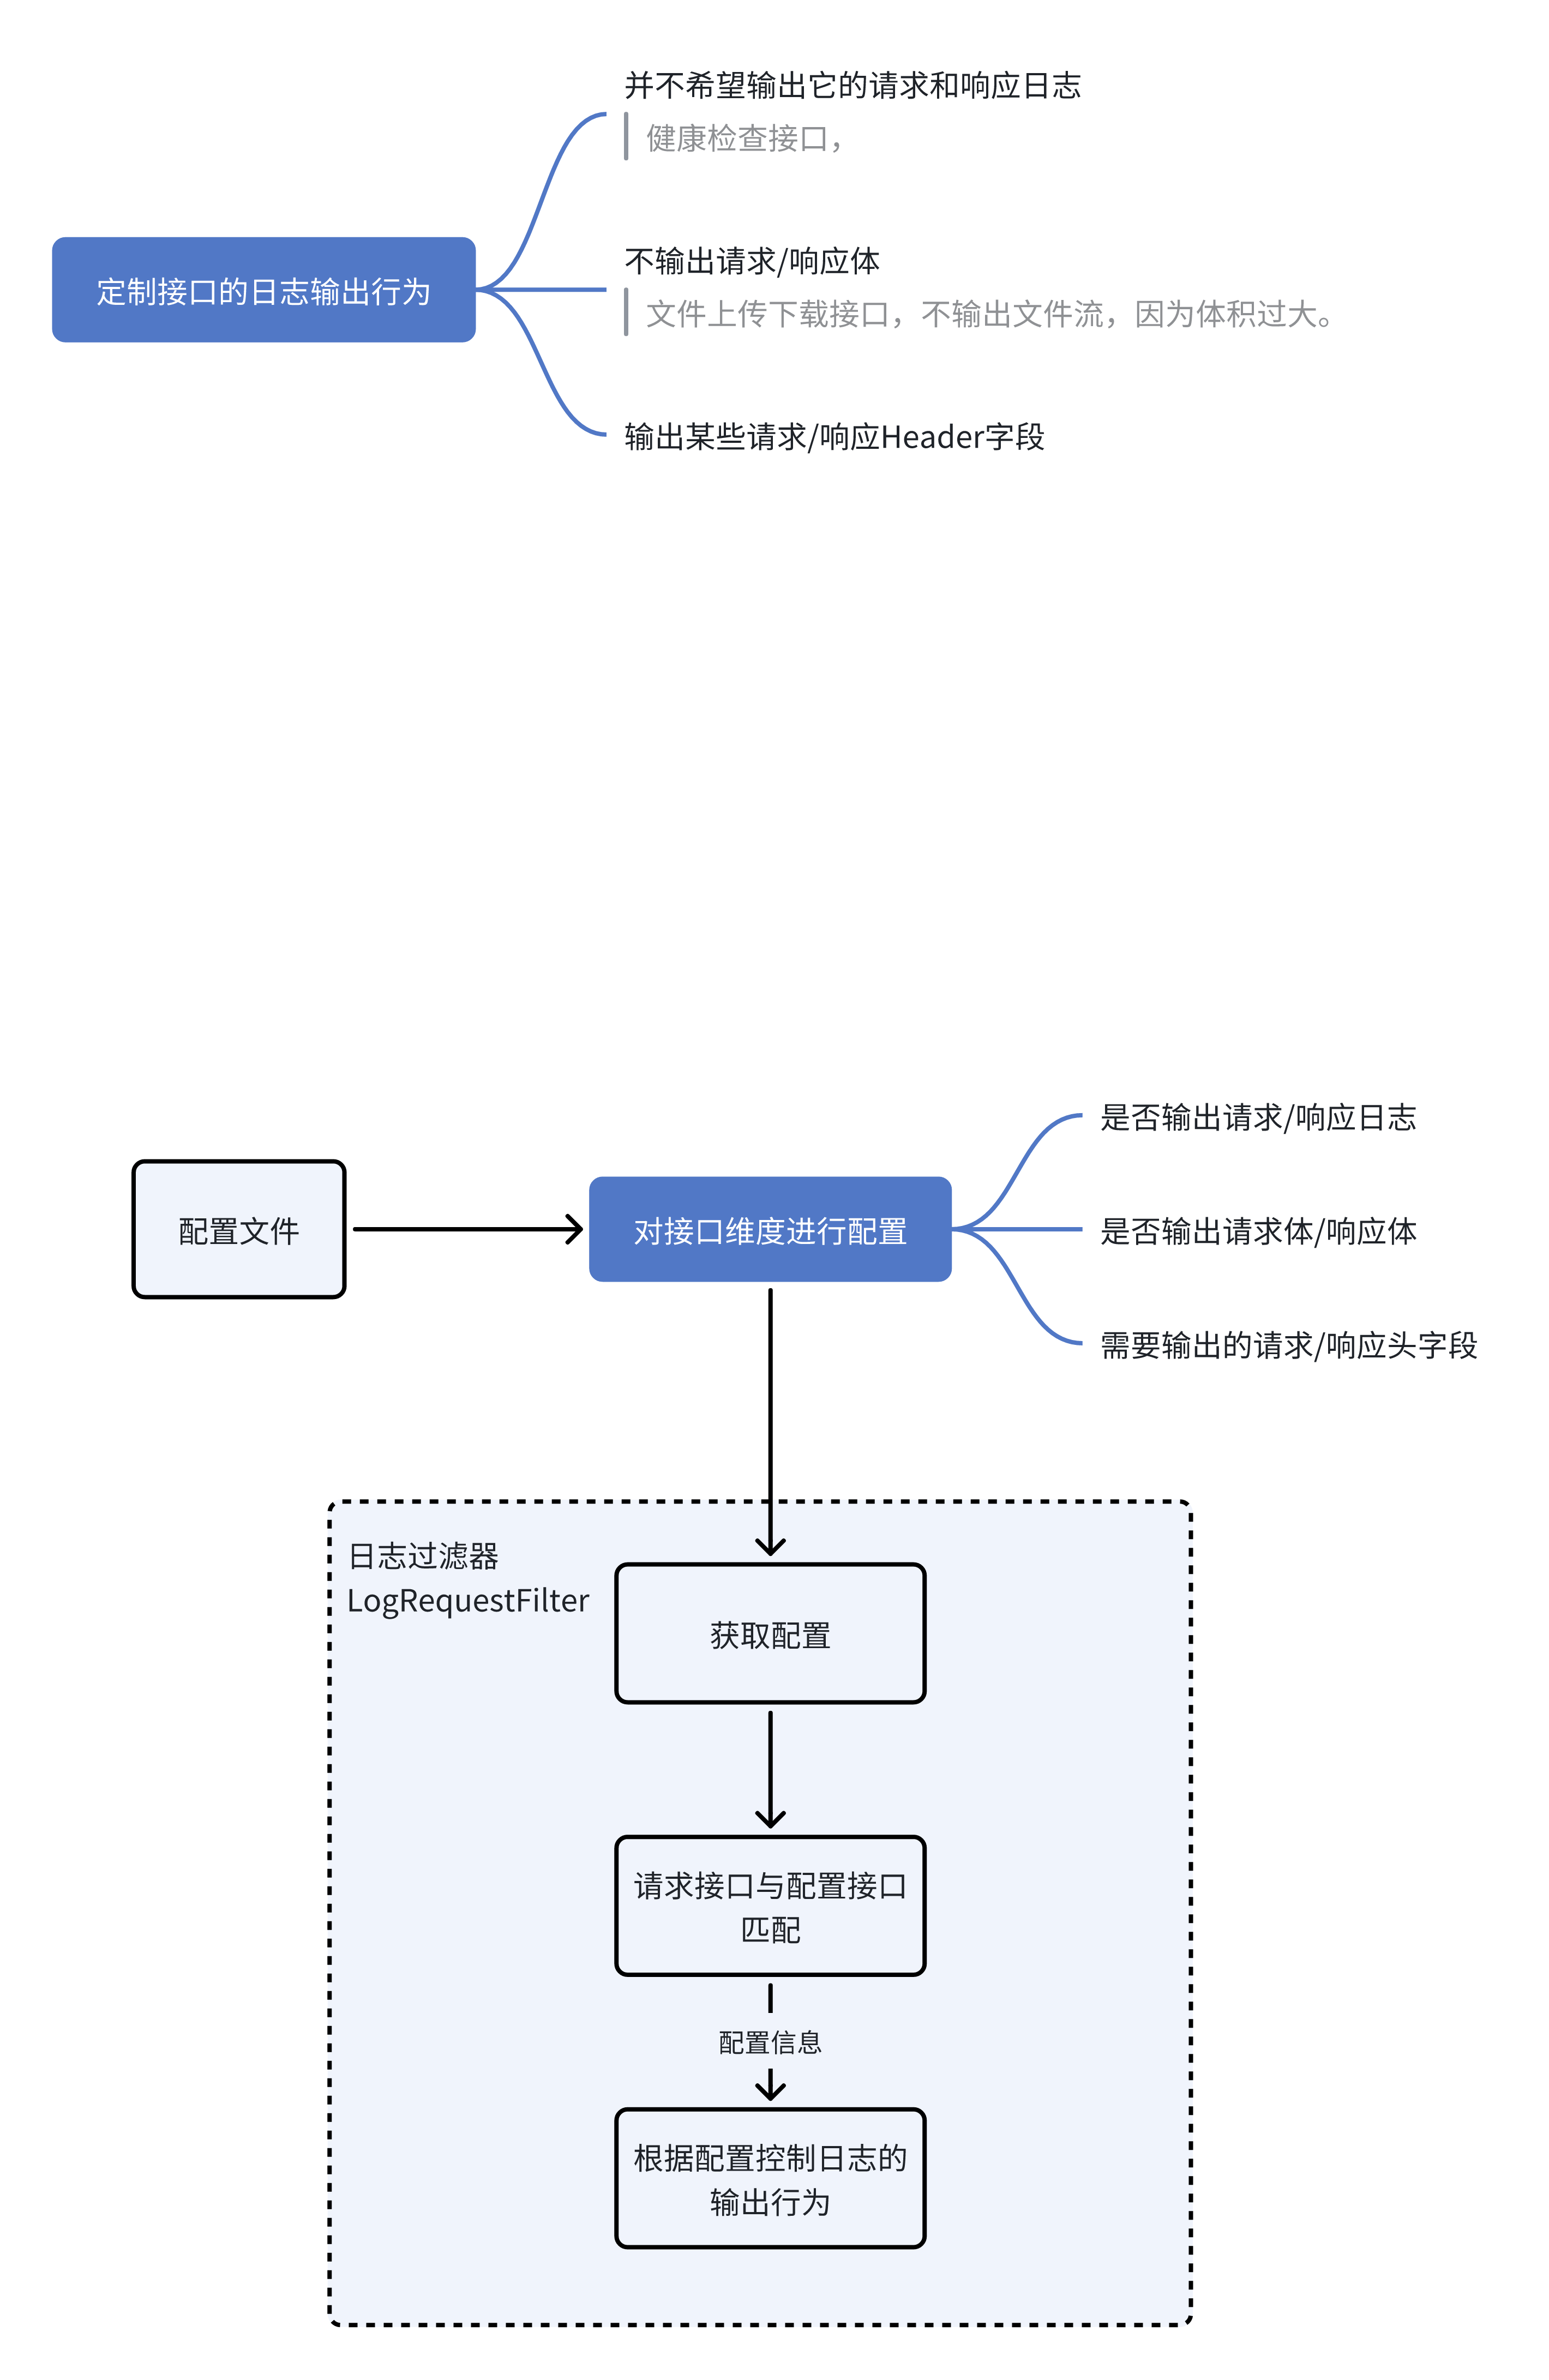 并不希望输出它的请求和响应日志
健康检查接口，
定制接口的日志输出行为
不输出请求/响应体
文件上传下载接口，不输出文件流，因为体积过大。
输出某些请求/响应Header字段
是否输出请求/响应日志
配置文件
对接口维度进行配置
是否输出请求体/响应体
需要输出的请求/响应头字段
日志过滤器
LogRequestFilter
获取配置
请求接口与配置接口
匹配
配置信息
根据配置控制日志的
输出行为